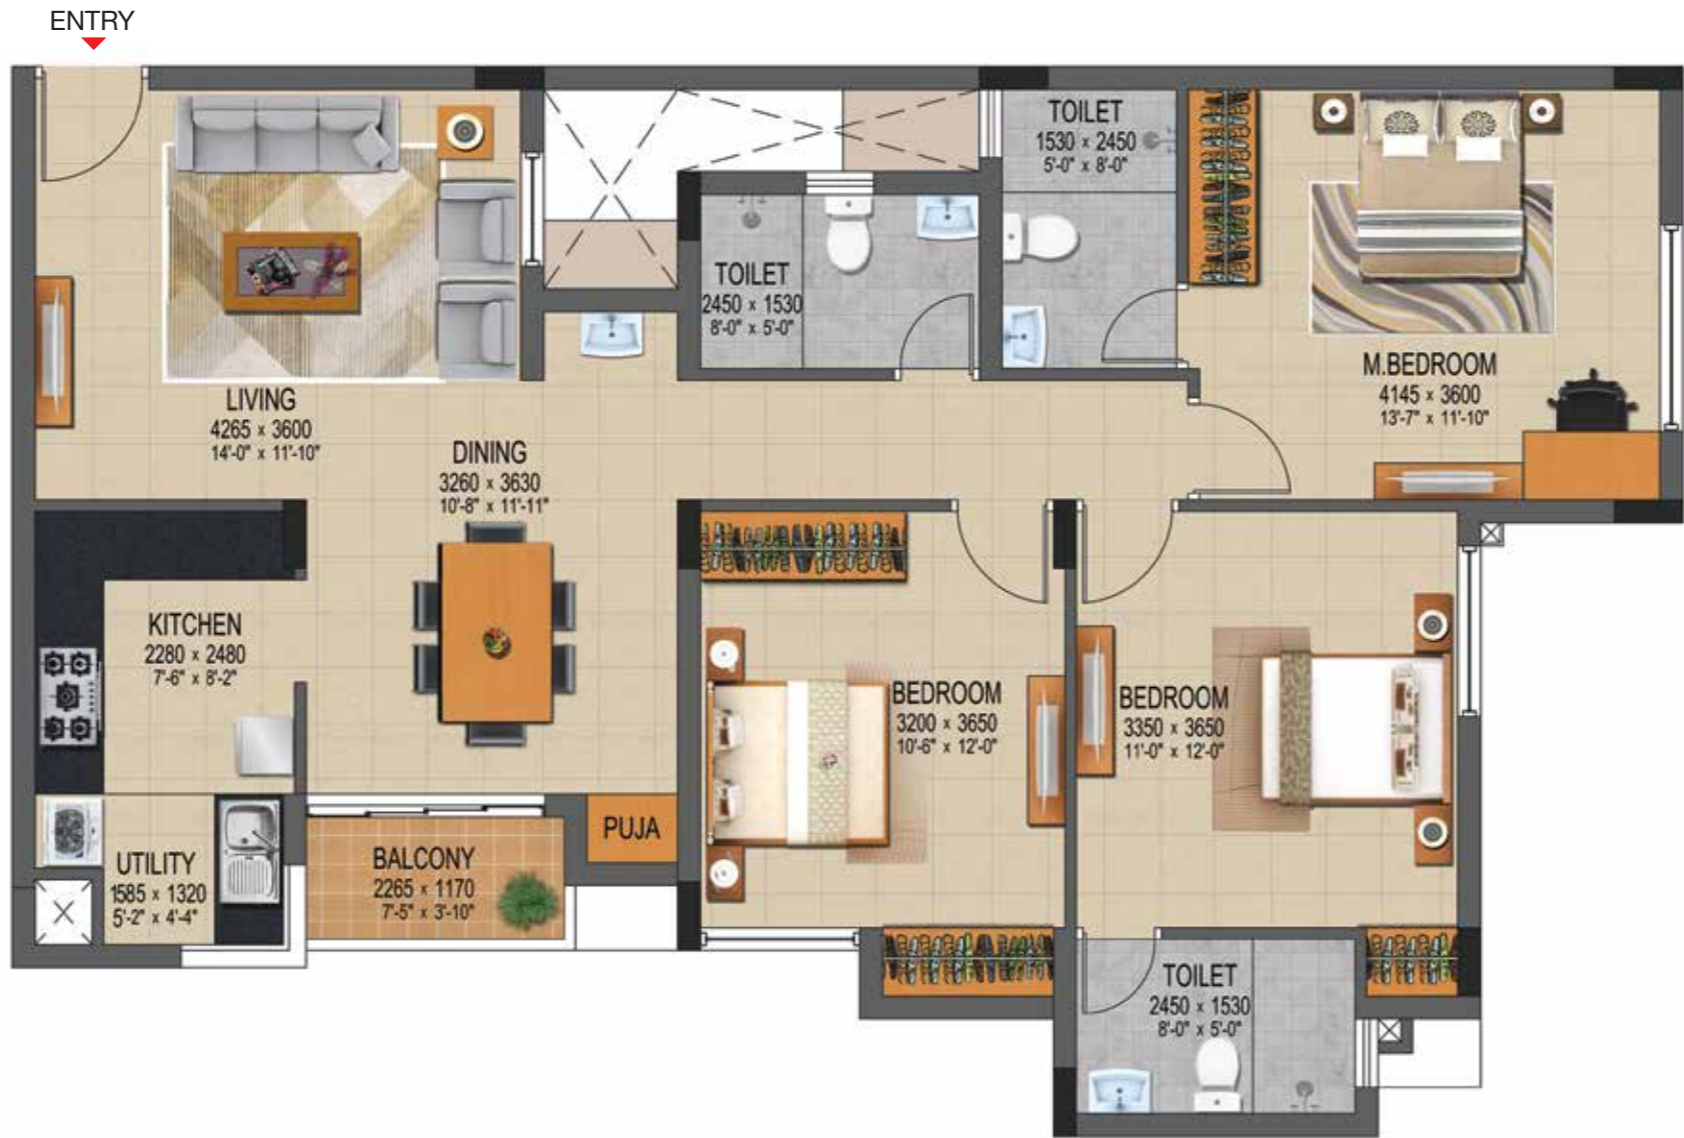 ENTRY
TOILET
1530 x 2450
5'-0" x 8'-0"
TOILET
2450 x 1530
8'-0" x 5'-0"
M.BEDROOM
4145 x 3600
13'-7" x 11'-10"
LIVING
4265 x 3600
14'-0" x 11'-10"
DINING
3260 x 3630
10'-8" x 11'-11"
KITCHEN
2280 x 2480
7'-6" x 8'-2"
BEDROOM
3200 x 3650
10'-6" x 12'-0"
BEDROOM
3350 x 3650
11'-0" x 12'-0"
PUJA
UTILITY
1585 x 1320
5'-2" x 4'-4"
BALCONY
2265 x 1170
7'-5" x 3'-10"
TOILET
2450 x 1530
8'-0" x 5'-0"